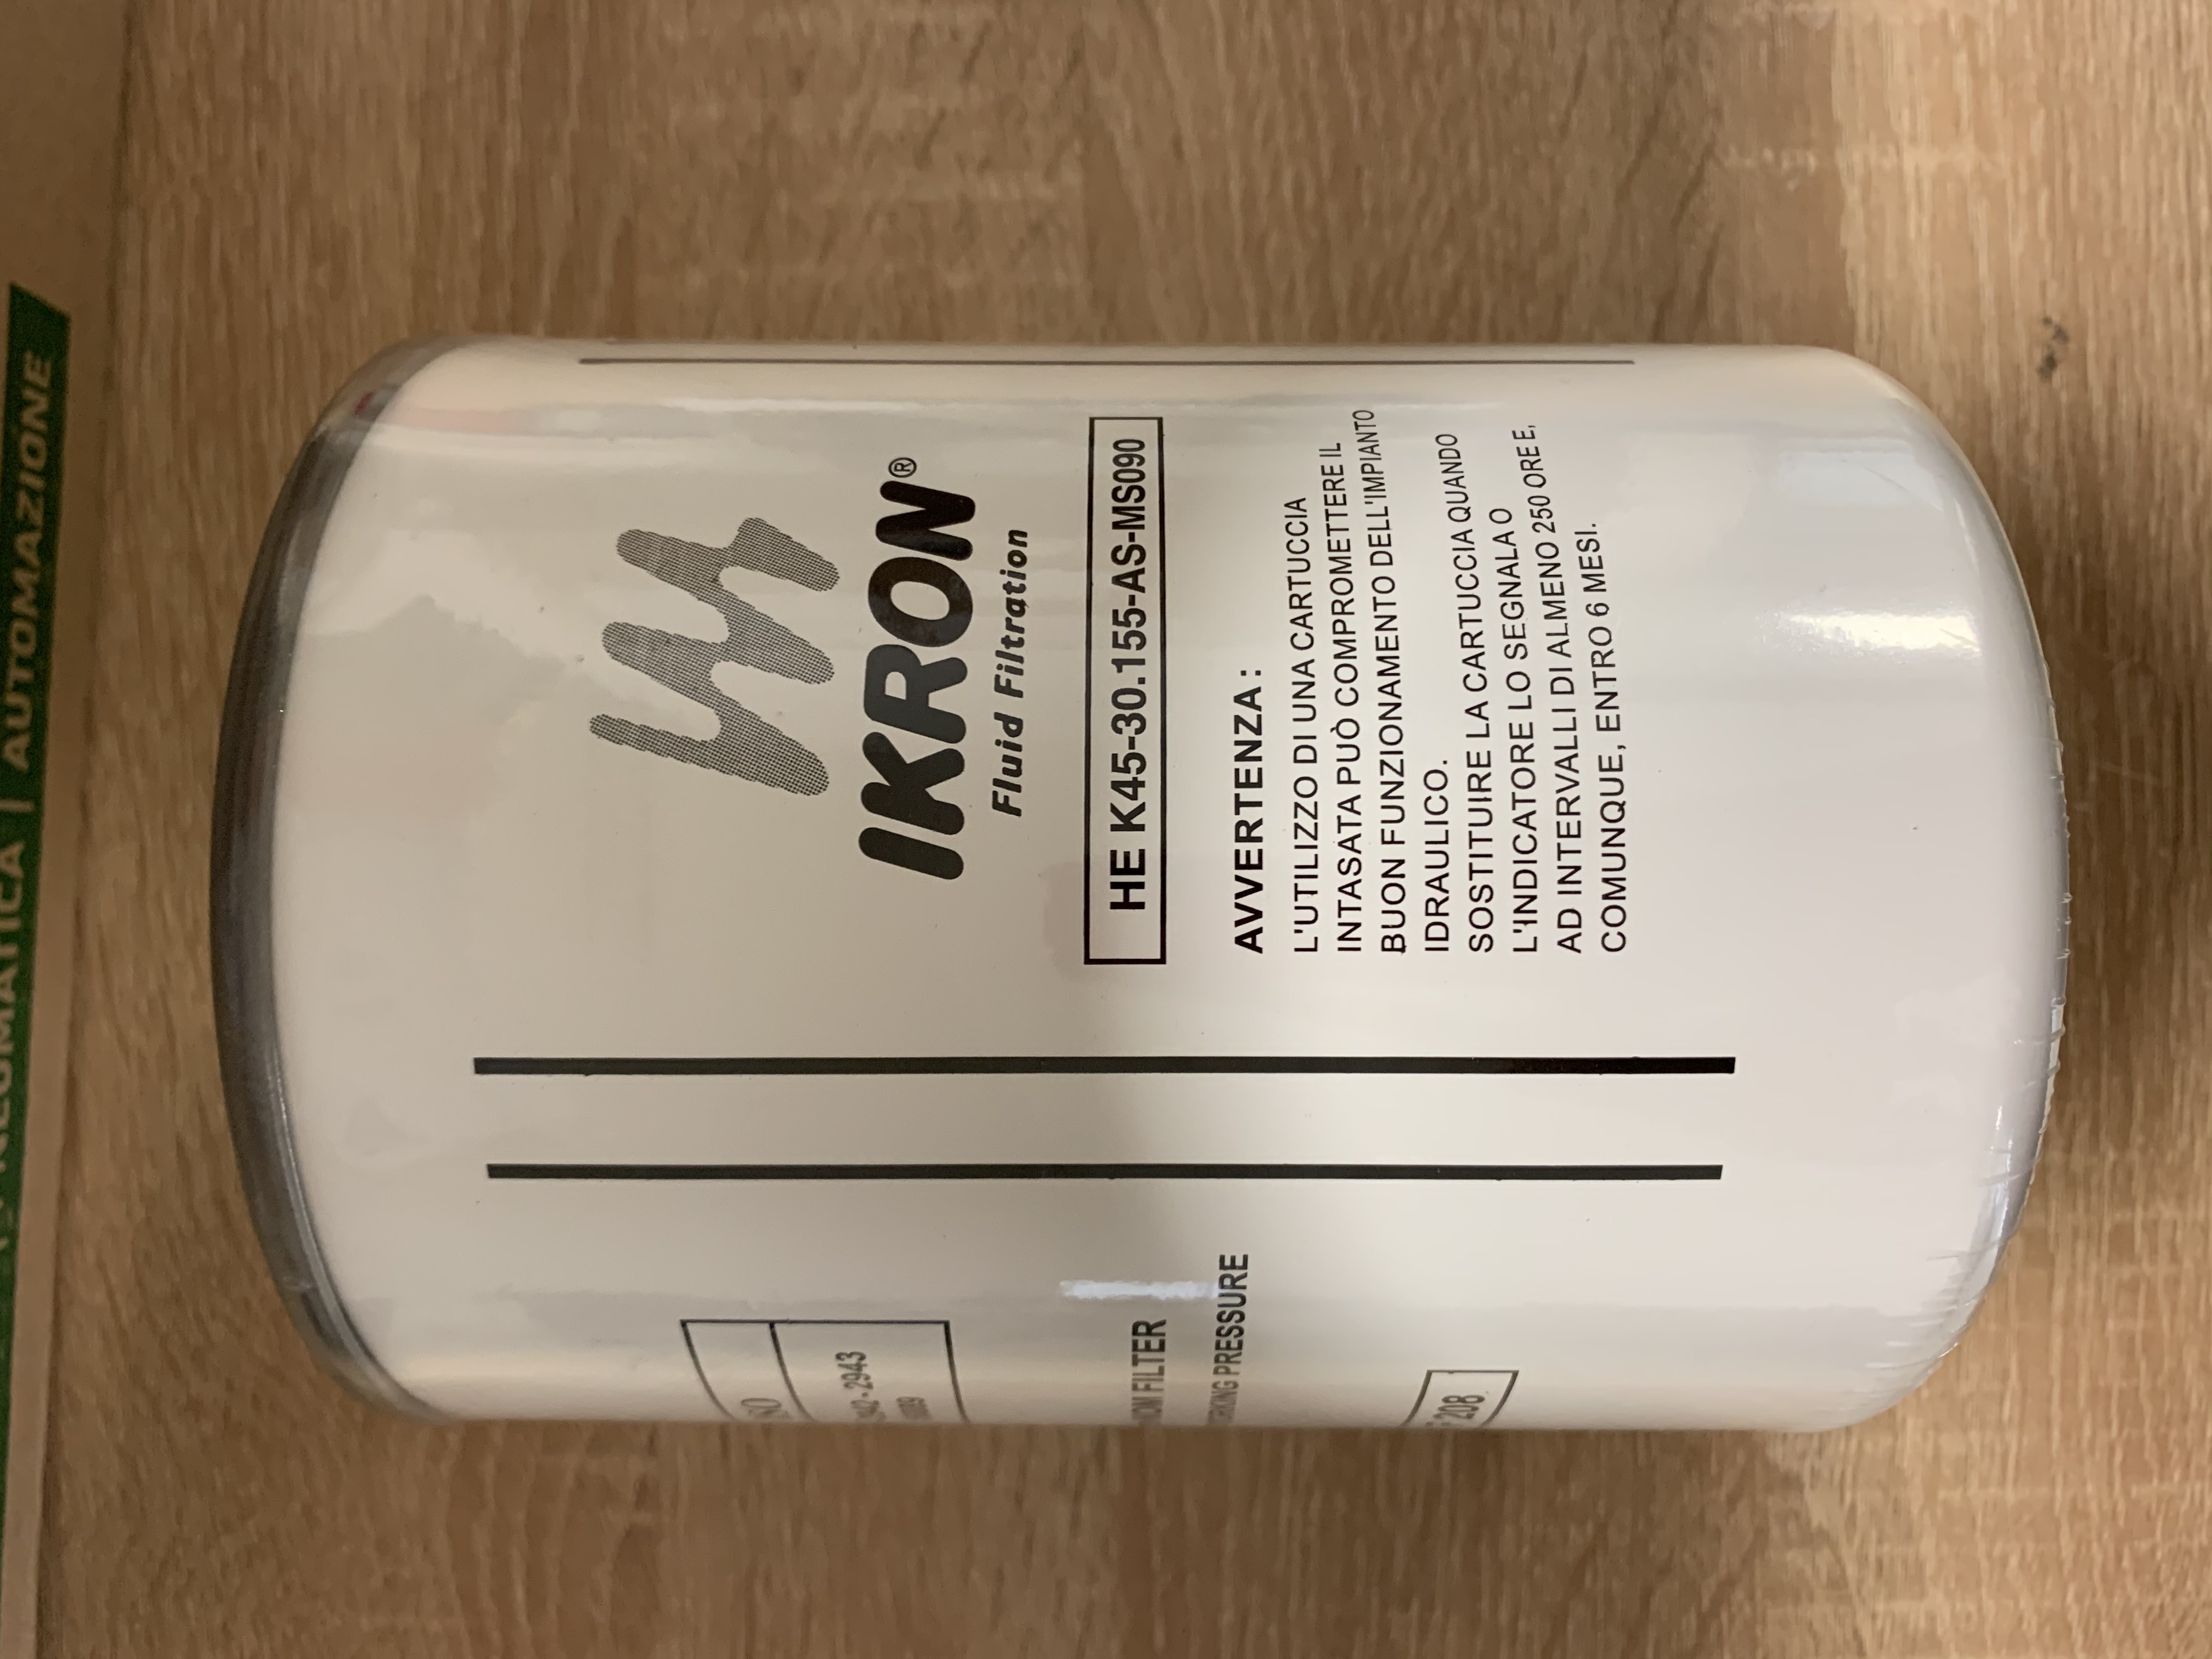 IKRON®
Fluid Filtration
HE K45-30.155-AS-MS090
AVVERTENZA:
L'UTILIZZO DI UNA CARTUCCIA
INTASATA PUÒ COMPROMETTERE IL
BUON FUNZIONAMENTO DELL'IMPIANTO
IDRAULICO.
SOSTITUIRE LA CARTUCCIA QUANDO
L'INDICATORE LO SEGNALA O
AD INTERVALLI DI ALMENO 250 ORE E,
COMUNQUE, ENTRO 6 MESI.
2943
FILTER
PRESSURE
208
| AUTOMAZIONE